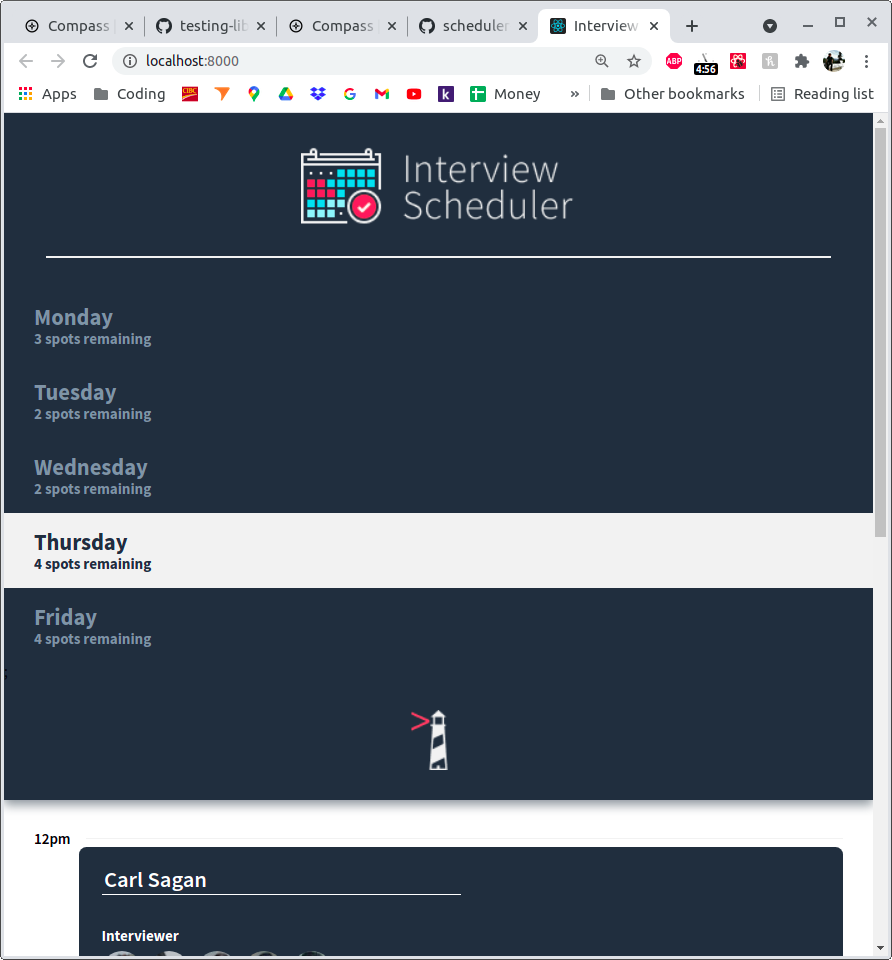 Compass
testing-lib
Compass
scheduler
Interview
localhost:8000
ABP
4:56
Apps
Coding
CIBC
G
k
Money
»
Other bookmarks
Reading list
Interview
Scheduler
Monday
3 spots remaining
Tuesday
2 spots remaining
Wednesday
2 spots remaining
Thursday
4 spots remaining
Friday
4 spots remaining
;
>
12pm
Carl Sagan
Interviewer